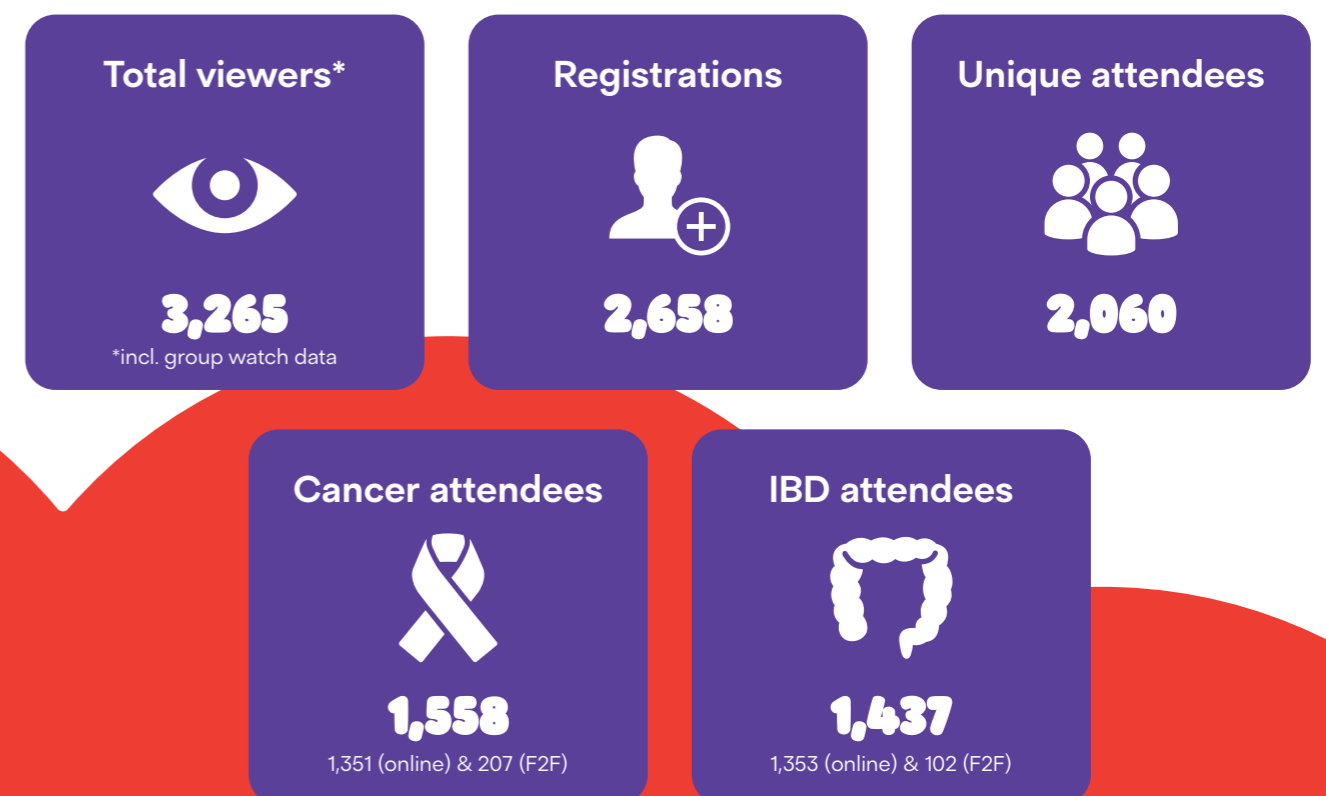 Total viewers*
3,265
*incl. group watch data
Registrations
2,658
Unique attendees
2,060
Cancer attendees
1,558
1,351 (online) & 207 (F2F)
IBD attendees
1,437
1,353 (online) & 102 (F2F)